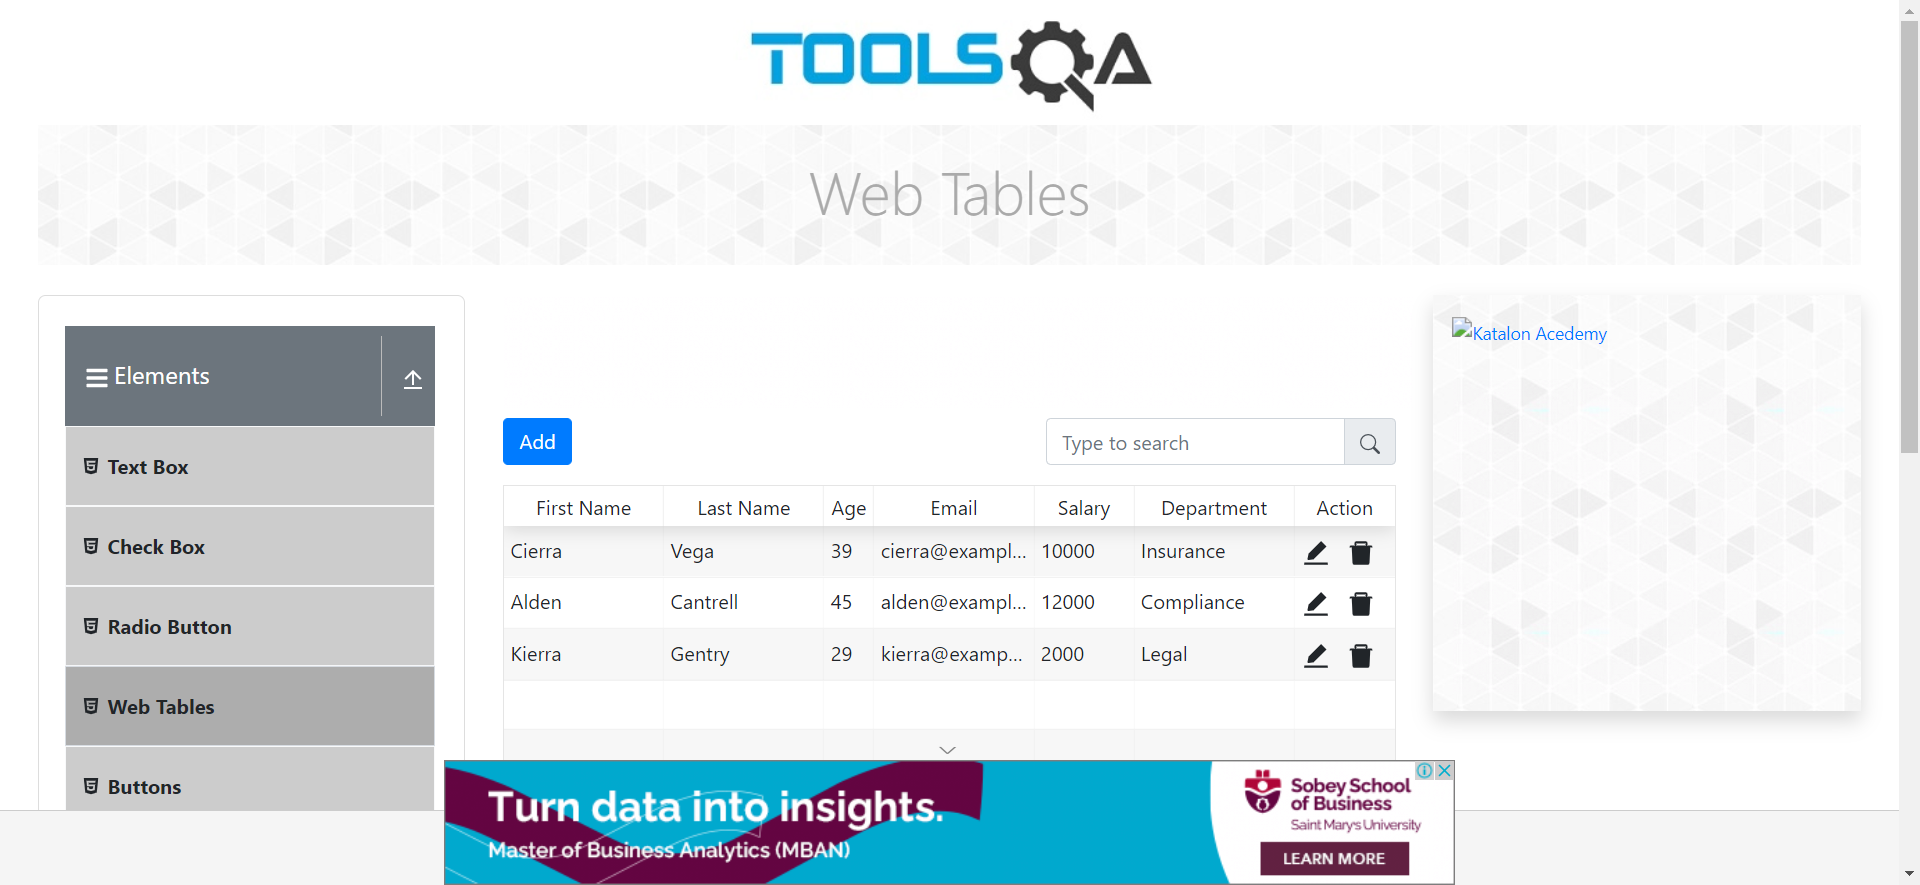 TOOLSQA
Web Tables
Elements
Text Box
Check Box
Radio Button
Web Tables
Buttons
Add
Type to search
First Name Last Name Age Email Salary Department Action
Cierra Vega 39 cierra@exampl... 10000 Insurance
Alden Cantrell 45 alden@exampl... 12000 Compliance
Kierra Gentry 29 kierra@examp... 2000 Legal
Katalon Acedemy
Turn data into insights.
Master of Business Analytics (MBAN)
Sobey School
of Business
Saint Mary's University
LEARN MORE